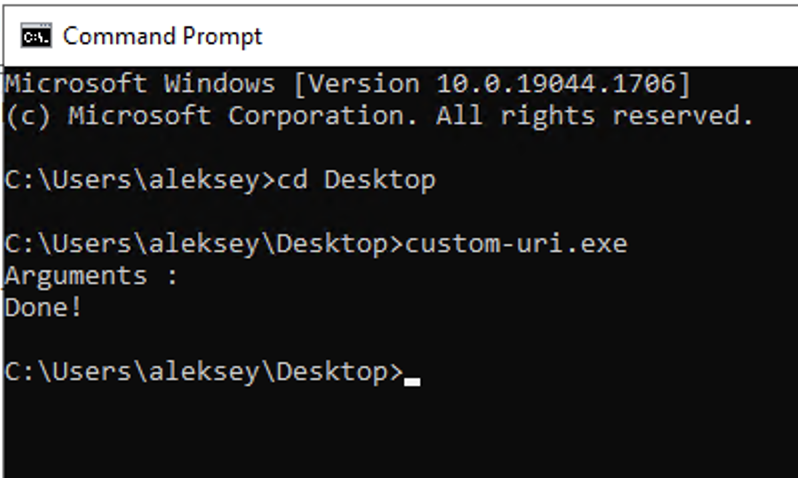 Command Prompt
Microsoft Windows [Version 10.0.19044.1706]
(c) Microsoft Corporation. All rights reserved.
C:\Users\aleksey>cd Desktop
C:\Users\aleksey\Desktop>custom-uri.exe
Arguments :
Done!
C:\Users\aleksey\Desktop>